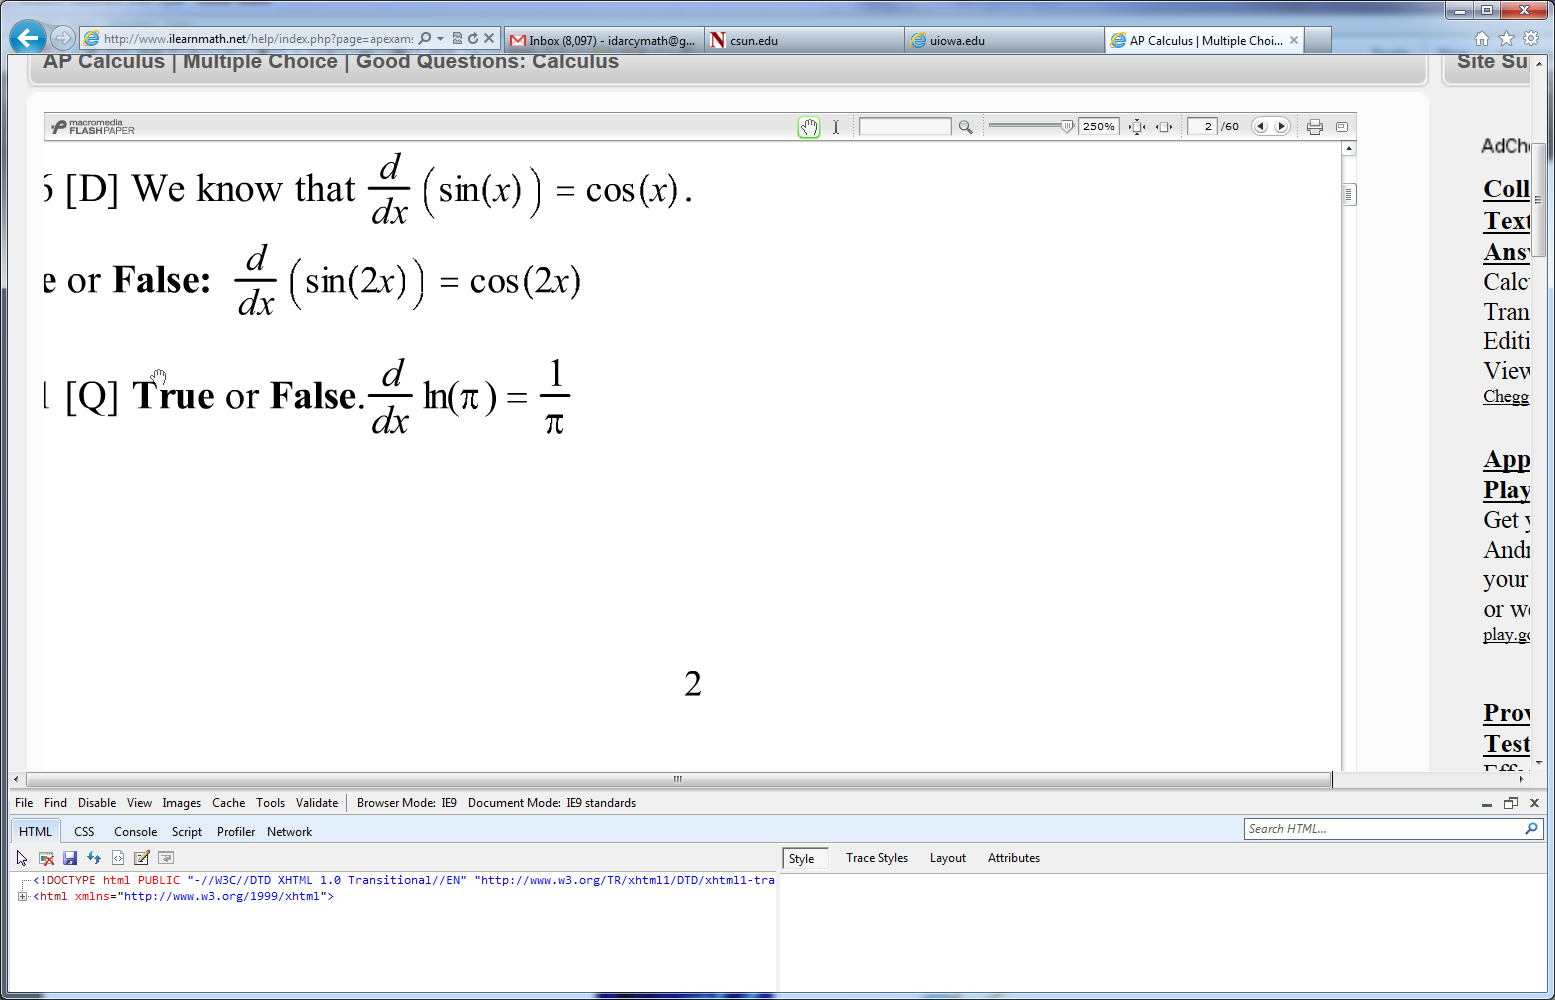 http://www.ilearnmath.net/help/index.php?page=apexam:
Inbox (8,097) - idarcymath@g...
csun.edu
uiowa.edu
AP Calculus | Multiple Choi...
AP Calculus | Multiple Choice | Good Questions: Calculus
Site Su
macromedia
FLASHPAPER
250%
2 /60
AdCh
6 [D] We know that d/dx (sin(x)) = cos(x).
e or False: d/dx (sin(2x)) = cos(2x)
1 [Q] True or False. d/dx ln(π) = 1/π
2
Coll
Text
Ans
Calc
Tran
Editi
View
Chegg
App
Play
Get y
Andr
your
or we
play.go
Prov
Test
File Find Disable View Images Cache Tools Validate Browser Mode: IE9 Document Mode: IE9 standards
HTML CSS Console Script Profiler Network
Search HTML...
Style Trace Styles Layout Attributes
<!DOCTYPE html PUBLIC "-//W3C//DTD XHTML 1.0 Transitional//EN" "http://www.w3.org/TR/xhtml1/DTD/xhtml1-tra
<html xmlns="http://www.w3.org/1999/xhtml">